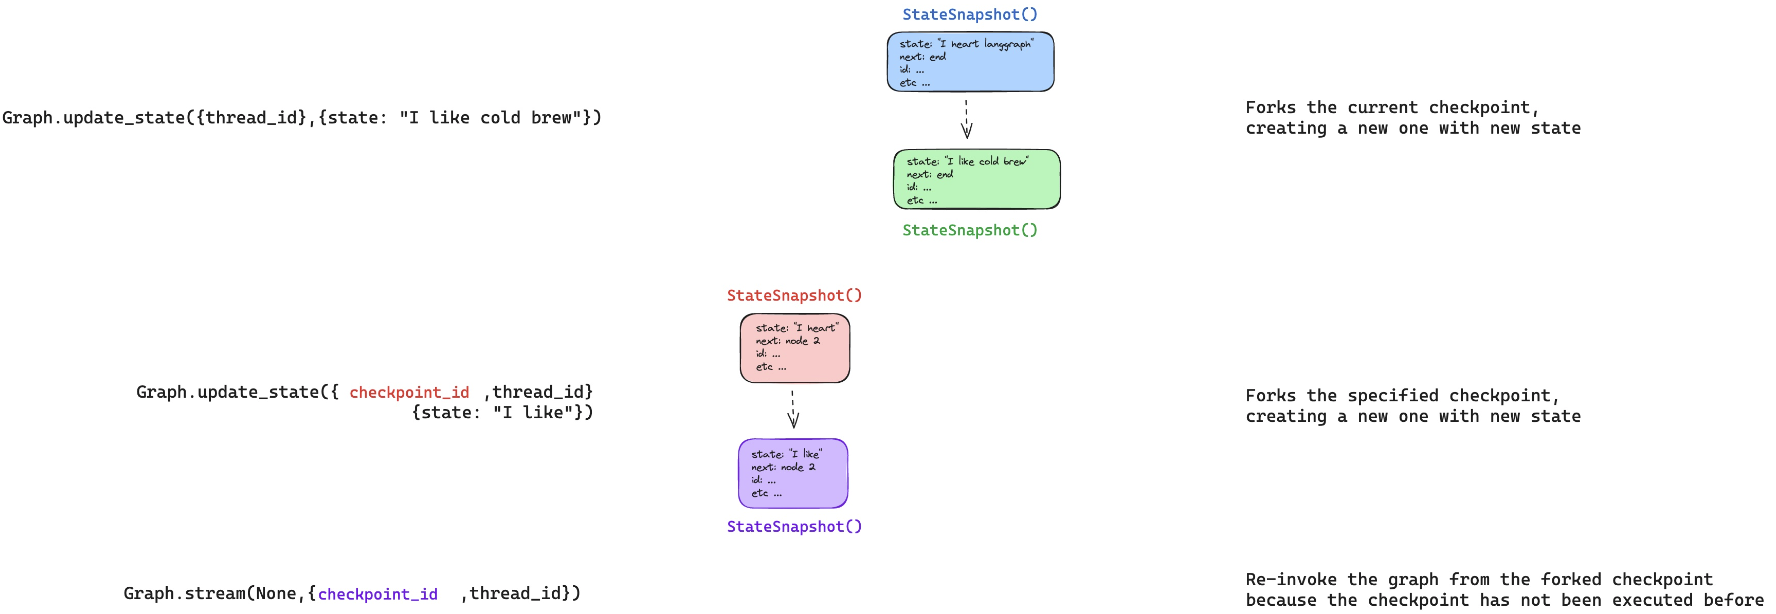 StateSnapshot()
state: "I heart langgraph"
next: end
id: ...
etc ...
Graph.update_state({thread_id},{state: "I like cold brew"})
Forks the current checkpoint,
creating a new one with new state
state: "I like cold brew"
next: end
id: ...
etc ...
StateSnapshot()
StateSnapshot()
state: "I heart"
next: node 2
id: ...
etc ...
Graph.update_state({ checkpoint_id ,thread_id}
{state: "I like"})
Forks the specified checkpoint,
creating a new one with new state
state: "I like"
next: node 2
id: ...
etc ...
StateSnapshot()
Graph.stream(None,{checkpoint_id ,thread_id})
Re-invoke the graph from the forked checkpoint
because the checkpoint has not been executed before